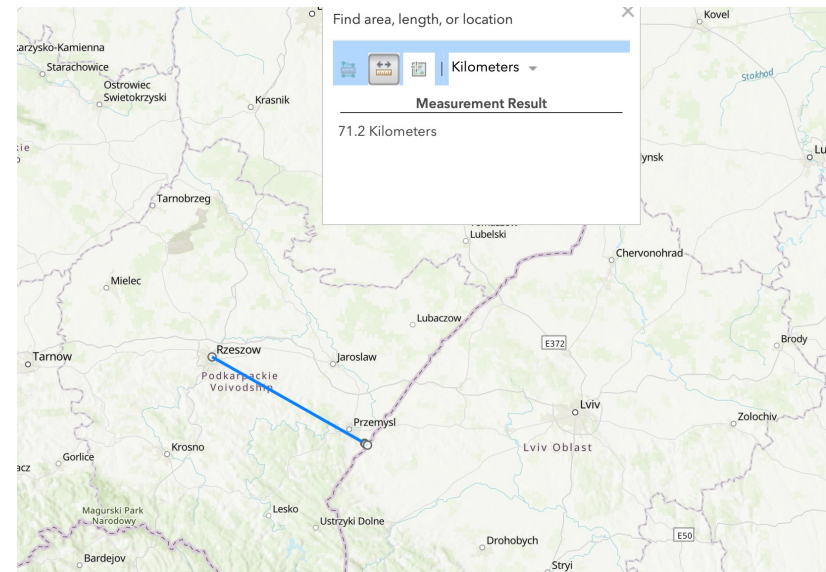 Find area, length, or location
Kilometers
Measurement Result
71.2 Kilometers
Kovel
Stokhod
karzysko-Kamienna
Starachowice
Ostrowiec
Swietokrzyski
Krasnik
Tarnobrzeg
Lubelski
Chervonohrad
Mielec
Lubaczow
E372
Brody
Rzeszow
Tarnow
Jaroslaw
Podkarpackie
Voivodship
Lviv
Zolochiv
Przemysl
Lviv Oblast
Krosno
Gorlice
Lesko
Magurski Park
Narodowy
Ustrzyki Dolne
E50
Drohobych
Bardejov
Stryi